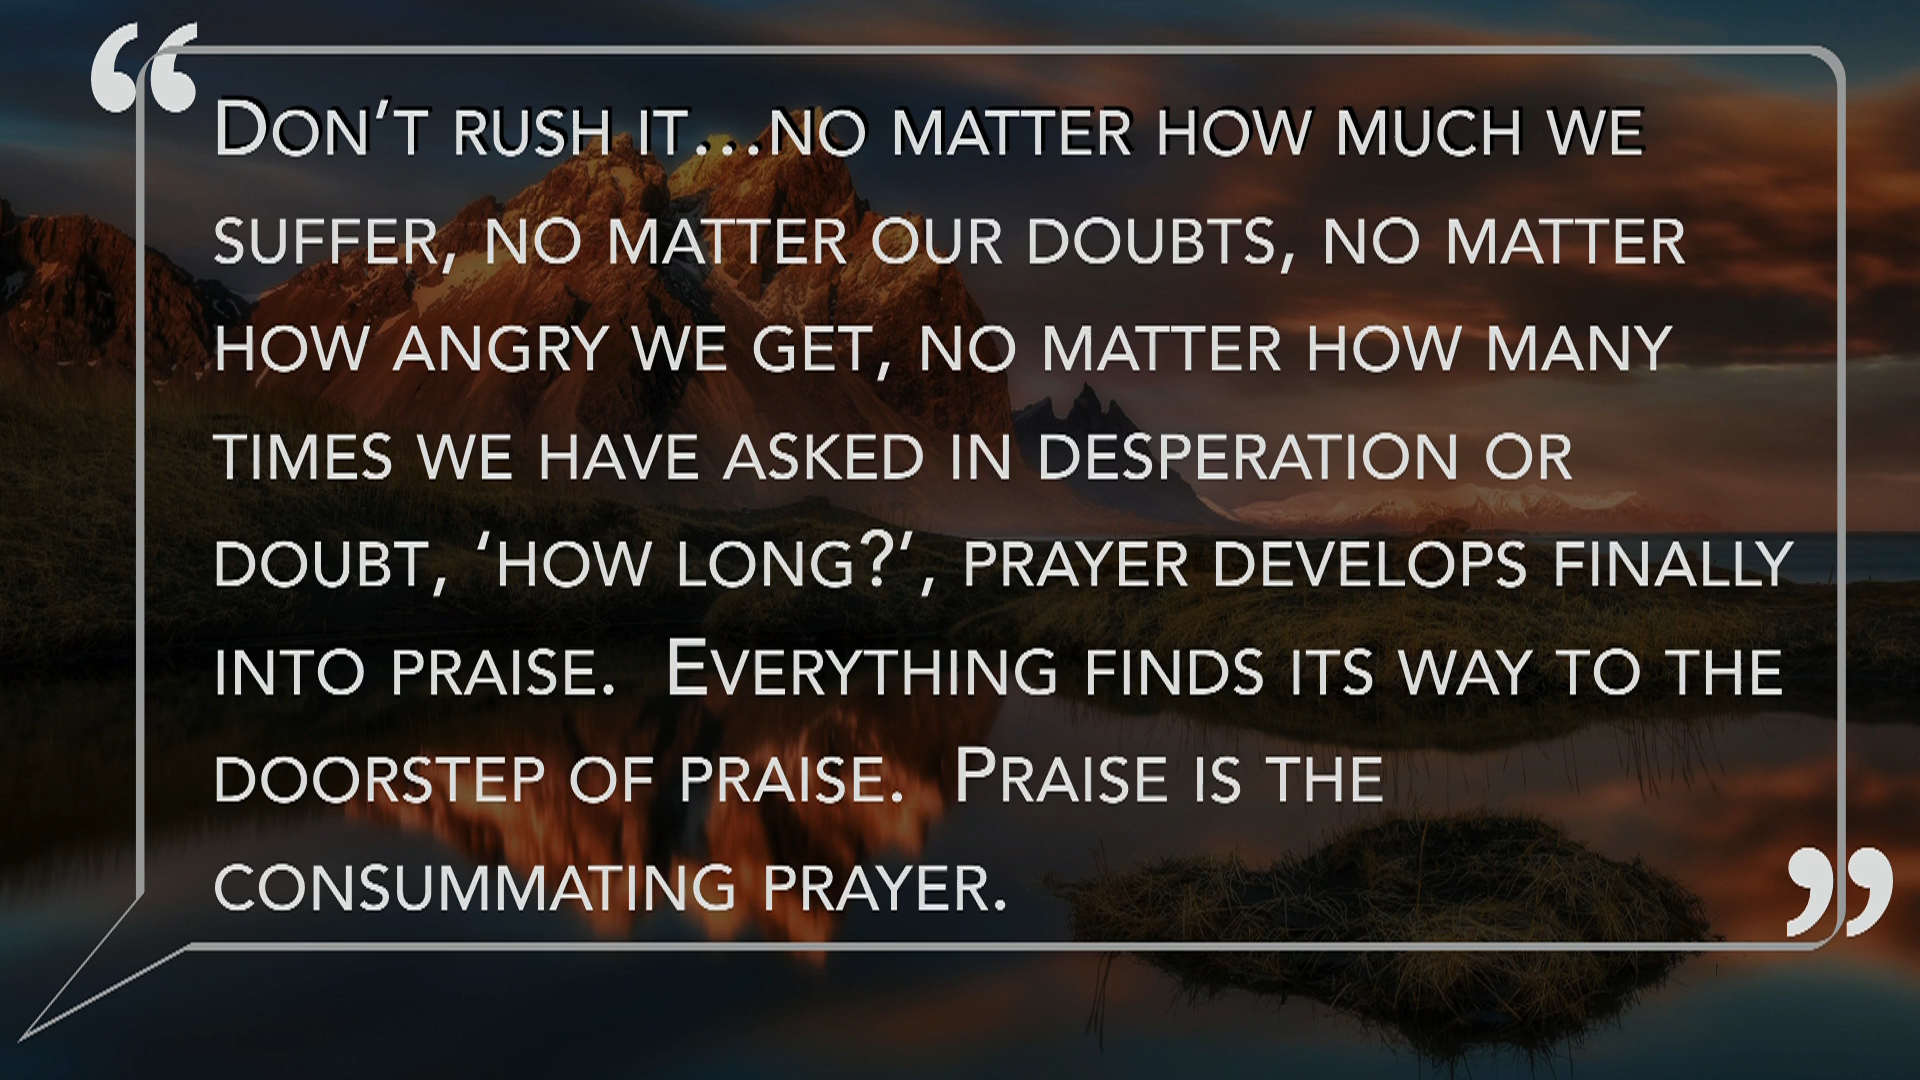 “Don’t rush it…no matter how much we
suffer, no matter our doubts, no matter
how angry we get, no matter how many
times we have asked in desperation or
doubt, ‘how long?’, prayer develops finally
into praise.  Everything finds its way to the
doorstep of praise.  Praise is the
consummating prayer.”